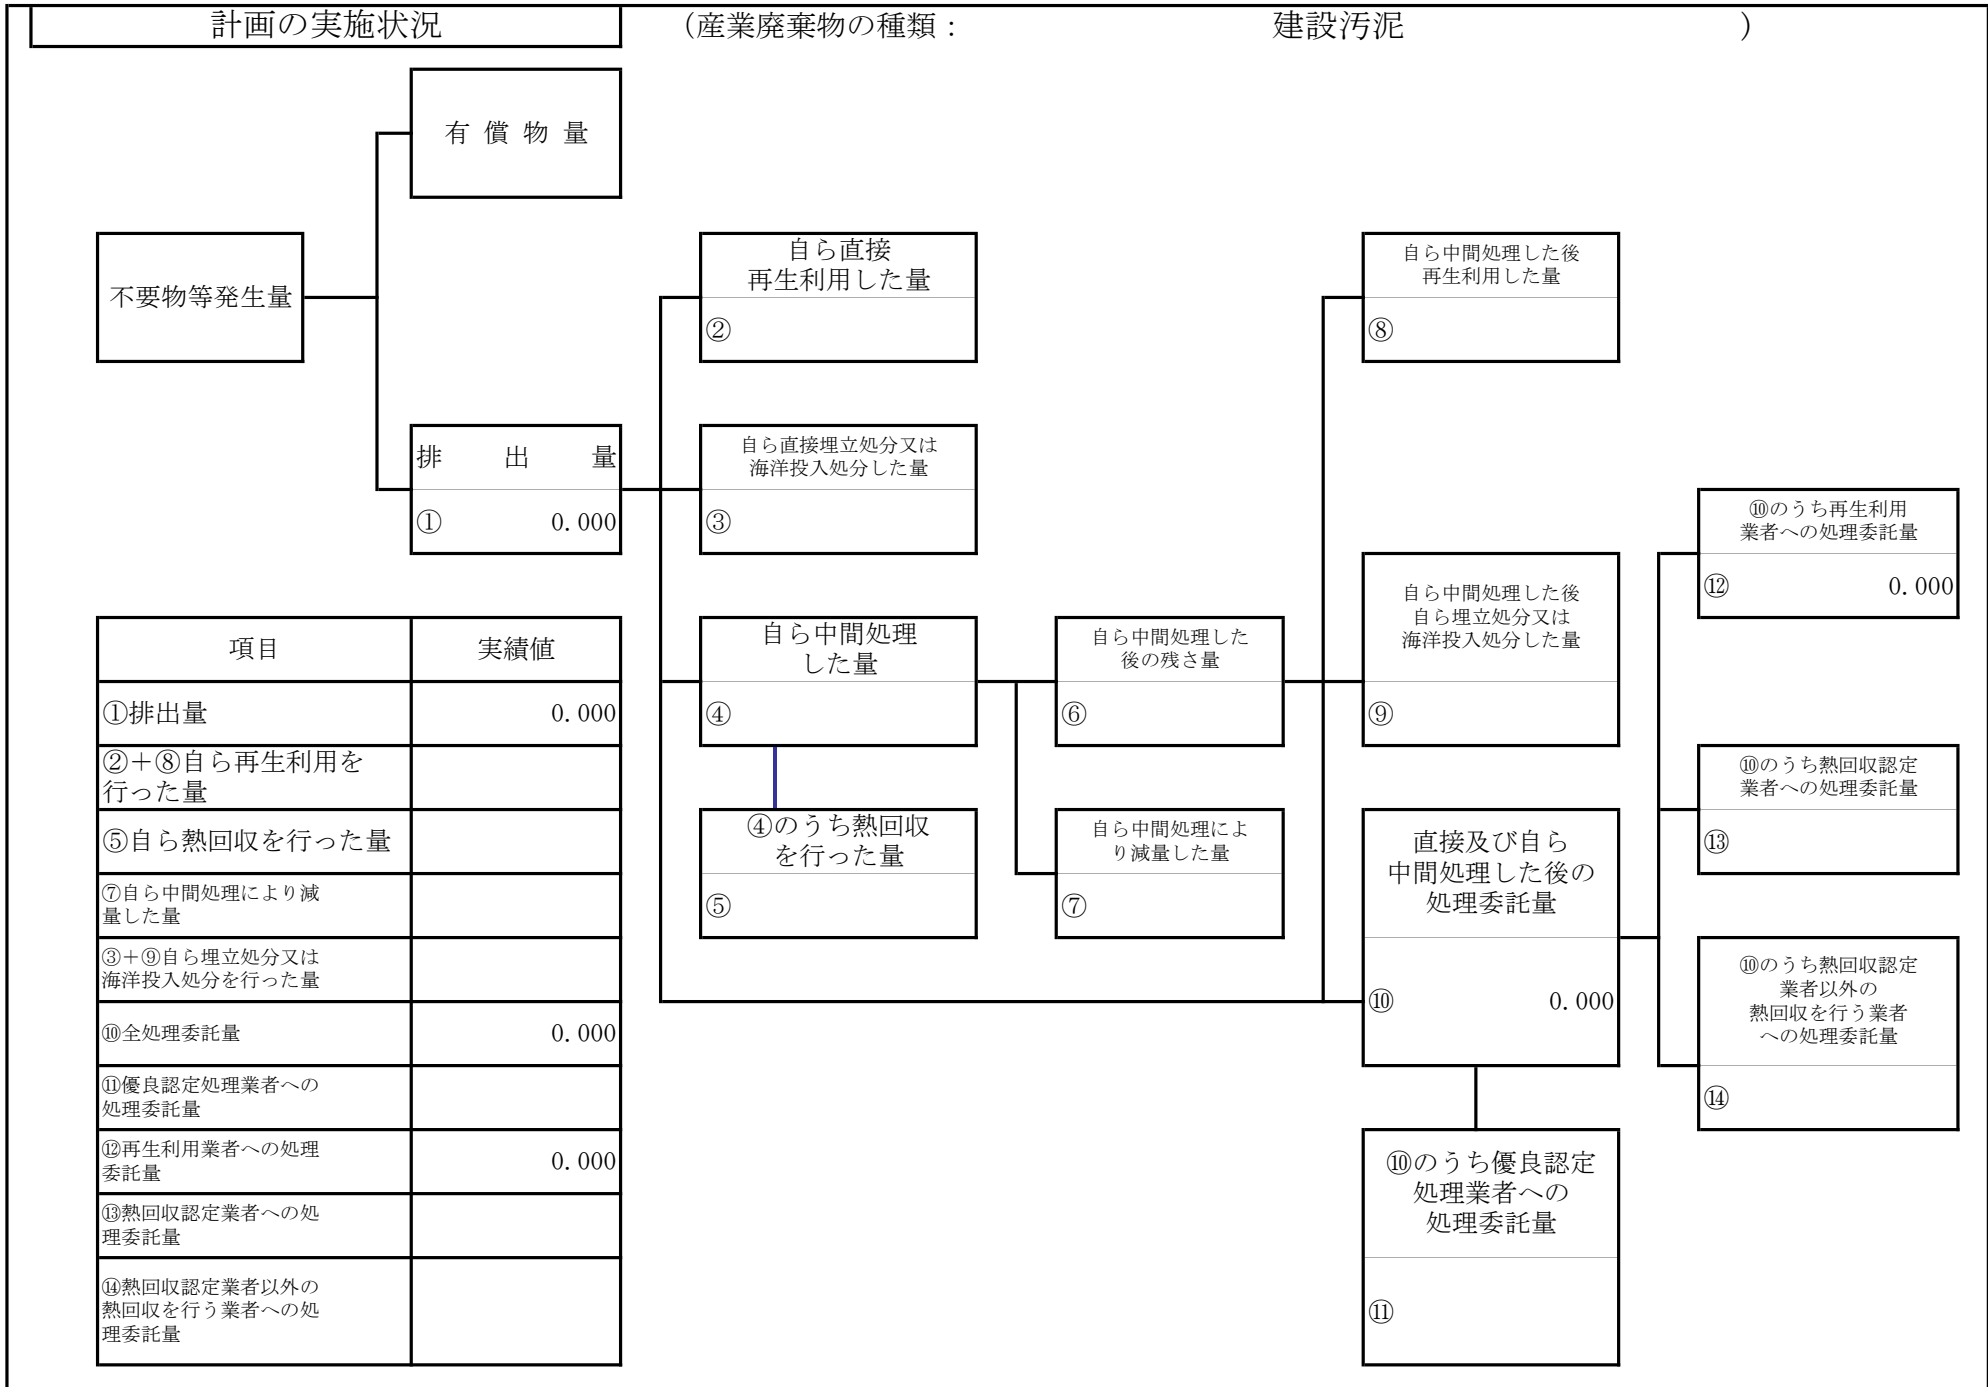 計画の実施状況
(産業廃棄物の種類： 建設汚泥 )
有 償 物 量
不要物等発生量
自ら直接
再生利用した量
②
自ら中間処理した後
再生利用した量
⑧
排 出 量
① 0.000
自ら直接埋立処分又は
海洋投入処分した量
③
⑩のうち再生利用
業者への処理委託量
⑫ 0.000
自ら中間処理した後
自ら埋立処分又は
海洋投入処分した量
⑨
自ら中間処理
した量
④
自ら中間処理した
後の残さ量
⑥
④のうち熱回収
を行った量
⑤
自ら中間処理によ
り減量した量
⑦
直接及び自ら
中間処理した後の
処理委託量
⑩ 0.000
⑩のうち熱回収認定
業者への処理委託量
⑬
⑩のうち熱回収認定
業者以外の
熱回収を行う業者
への処理委託量
⑭
⑩のうち優良認定
処理業者への
処理委託量
⑪
項目 実績値
①排出量 0.000
②＋⑧自ら再生利用を
行った量
⑤自ら熱回収を行った量
⑦自ら中間処理により減
量した量
③＋⑨自ら埋立処分又は
海洋投入処分を行った量
⑩全処理委託量 0.000
⑪優良認定処理業者への
処理委託量
⑫再生利用業者への処理
委託量 0.000
⑬熱回収認定業者への処
理委託量
⑭熱回収認定業者以外の
熱回収を行う業者への処
理委託量